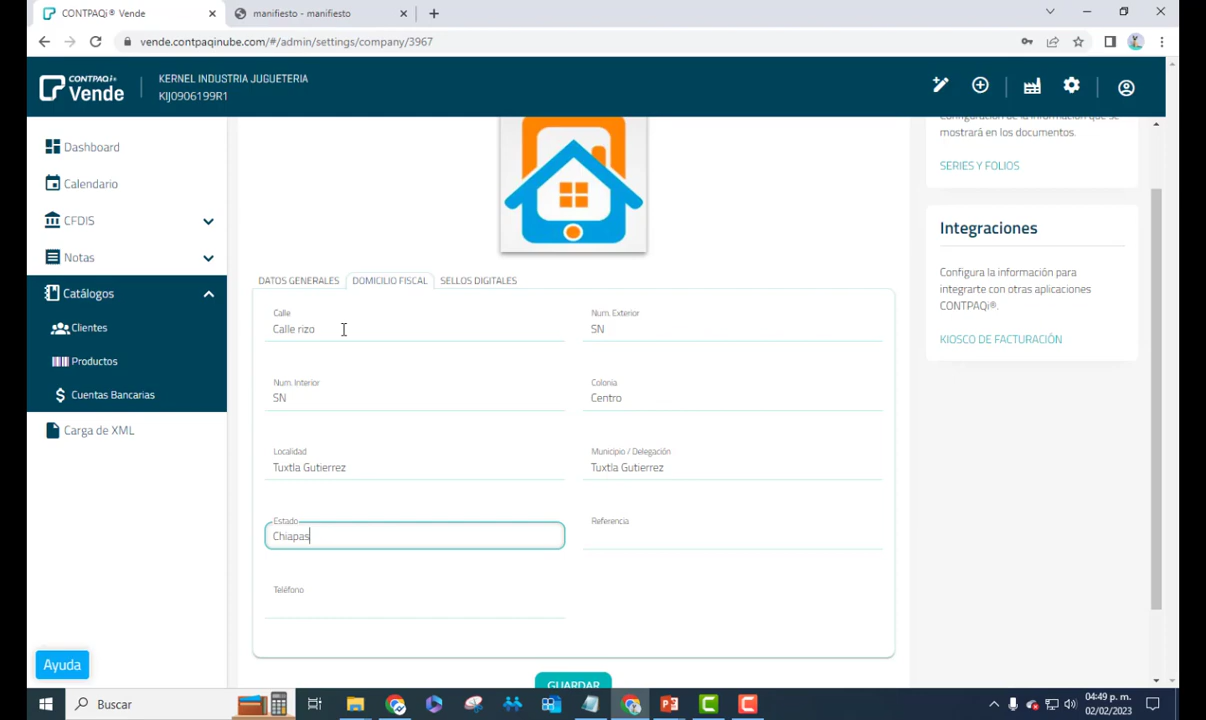 CONTPAQi® Vende
manifiesto - manifiesto
vende.contpaqinube.com/#/admin/settings/company/3967
CONTPAQi
Vende
KERNEL INDUSTRIA JUGUETERIA
KIJ0906199R1
Dashboard
Calendario
CFDIS
Notas
Catálogos
Clientes
Productos
Cuentas Bancarias
Carga de XML
Ayuda
DATOS GENERALES
DOMICILIO FISCAL
SELLOS DIGITALES
Calle
Calle rizo
Num. Exterior
SN
Num. Interior
SN
Colonia
Centro
Localidad
Tuxtla Gutierrez
Municipio / Delegación
Tuxtla Gutierrez
Estado
Chiapas
Referencia
Teléfono
GUARDAR
Configuración de la información que se
mostrará en los documentos.
SERIES Y FOLIOS
Integraciones
Configura la información para
integrarte con otras aplicaciones
CONTPAQi®.
KIOSCO DE FACTURACIÓN
Buscar
04:49 p. m.
02/02/2023